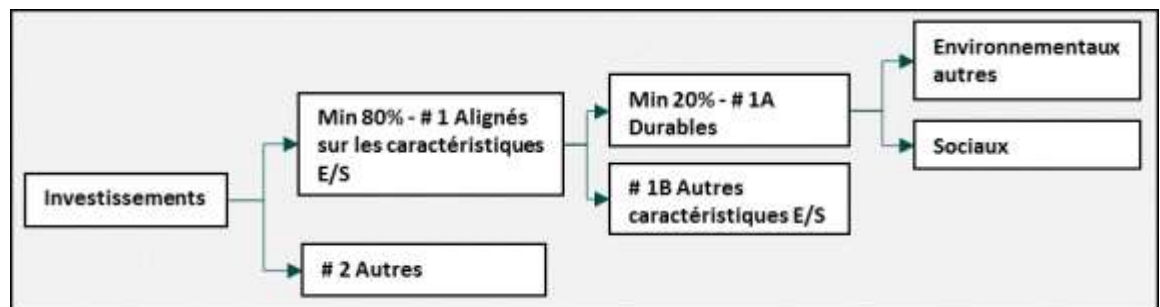 Investissements
Min 80% - # 1 Alignés
sur les caractéristiques
E/S
# 2 Autres
Min 20% - # 1A
Durables
# 1B Autres
caractéristiques E/S
Environnementaux
autres
Sociaux